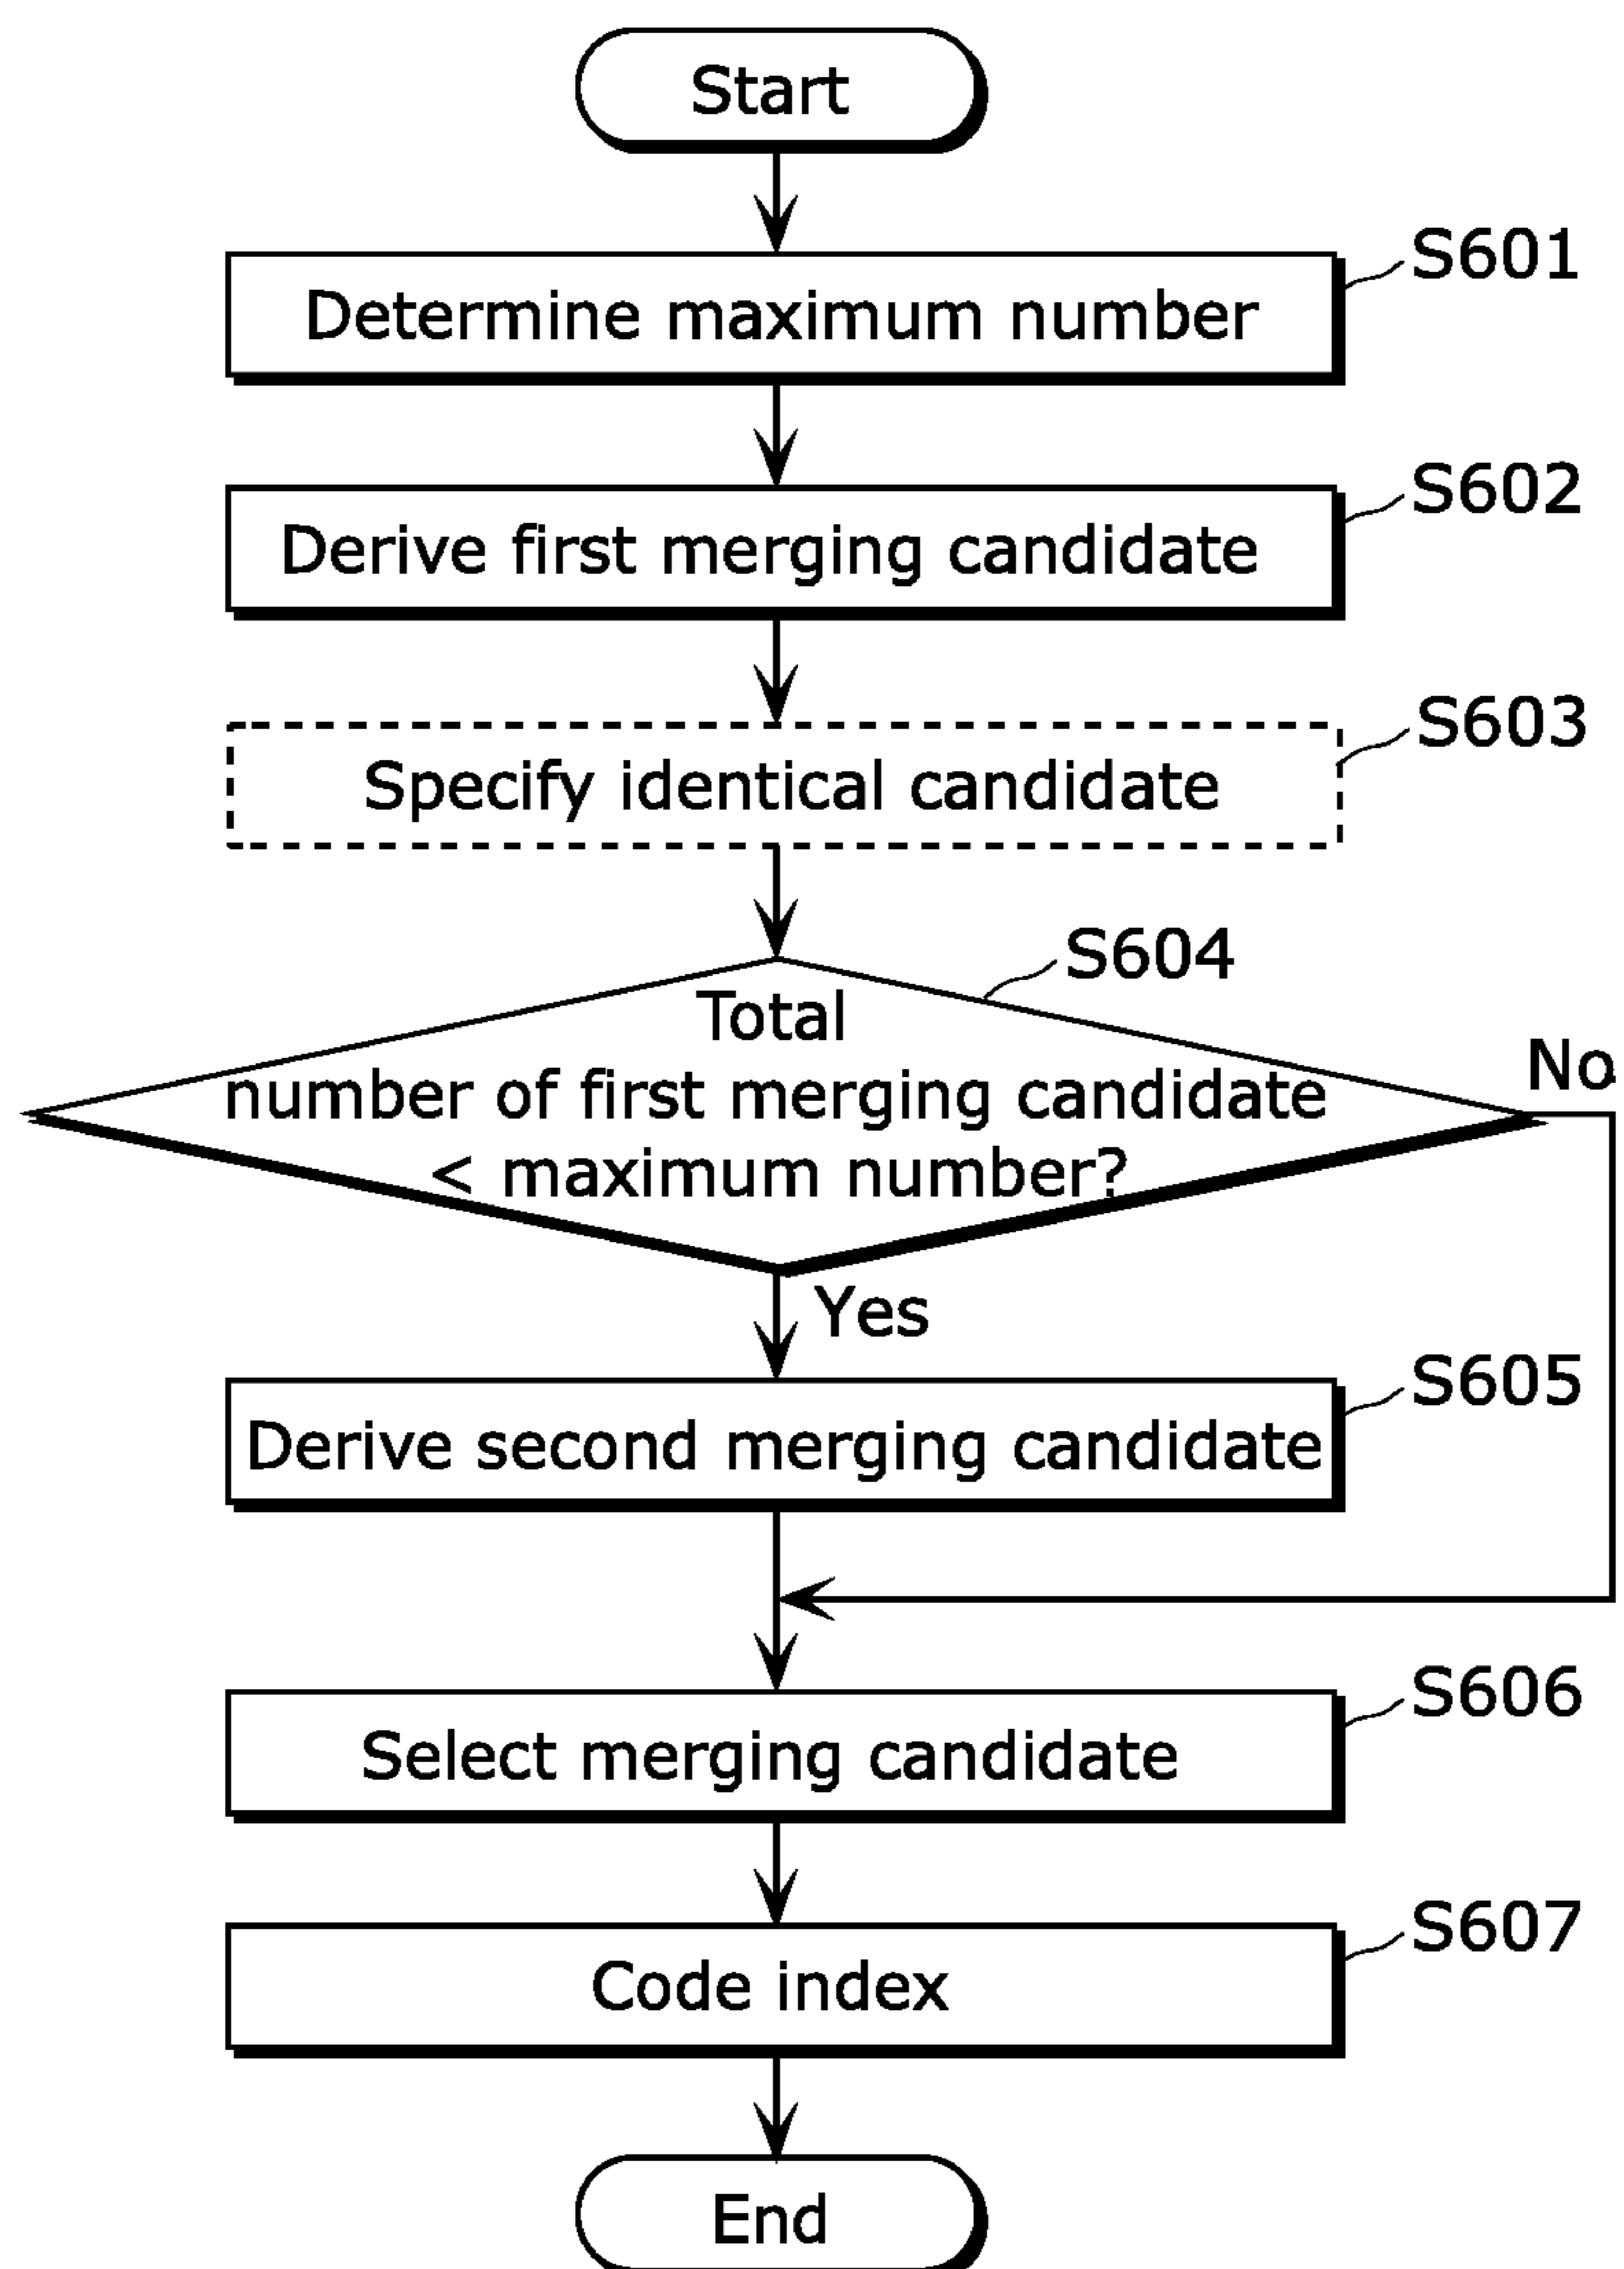 Start
S601
Determine maximum number
S602
Derive first merging candidate
S603
Specify identical candidate
S604
Total
number of first merging candidate
< maximum number?
No
Yes
S605
Derive second merging candidate
S606
Select merging candidate
S607
Code index
End